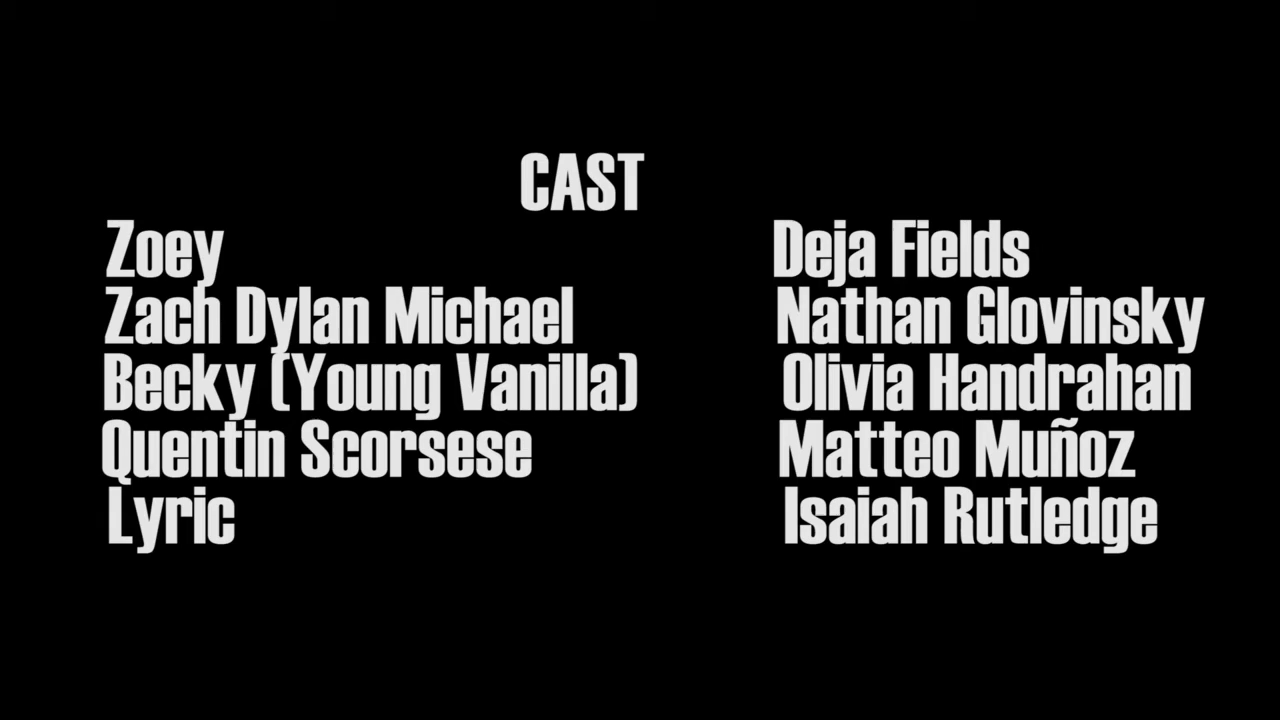 CAST
Zoey Deja Fields
Zach Dylan Michael Nathan Glovinsky
Becky (Young Vanilla) Olivia Handrahan
Quentin Scorsese Matteo Muñoz
Lyric Isaiah Rutledge